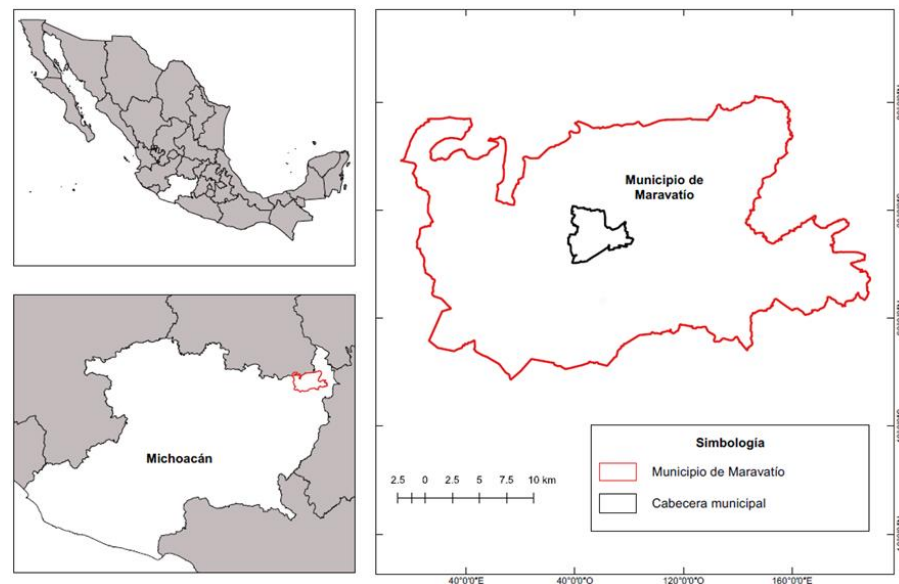 Municipio de
Maravatío
Michoacán
Simbología
Municipio de Maravatío
Cabecera municipal
2.5 0 2.5 5 7.5 10 km
40°0'0"E
40°0'0"O
120°0'0"E
160°0'0"E